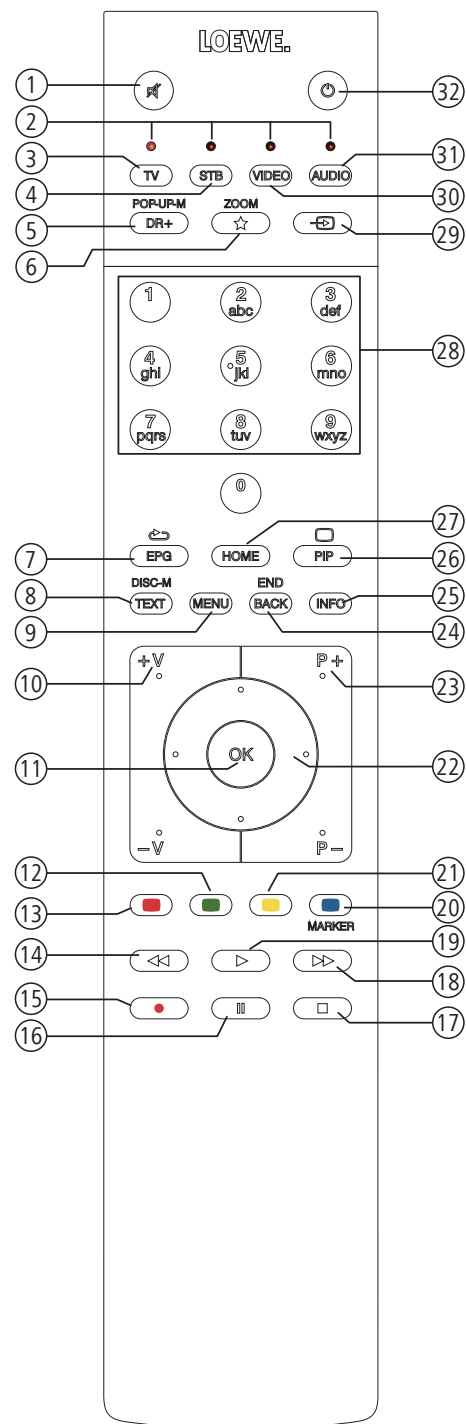 LOEWE.
1
32
2
3 TV STB VIDEO AUDIO 31
4 30
POP-UP-M ZOOM
5 DR+ 29
6
1 2 3
abc def
28
4 5 6
ghi jkl mno
7 8 9
pqrs tuv wxyz
0
27
7 EPG HOME PIP 26
DISC-M END
8 TEXT MENU BACK INFO 25
9 24
+V P+
10 23
11 OK 22
-V P-
12 21
13 20
MARKER
14 19
18
15
16 17